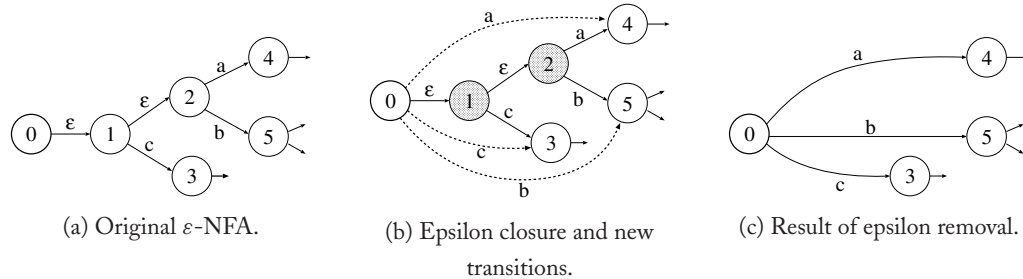 0
ε
1
ε
c
2
a
b
4
5
3
(a) Original ε-NFA.
a
0
ε
1
ε
c
2
a
b
4
5
3
c
b
(b) Epsilon closure and new
transitions.
0
a
b
c
4
5
3
(c) Result of epsilon removal.